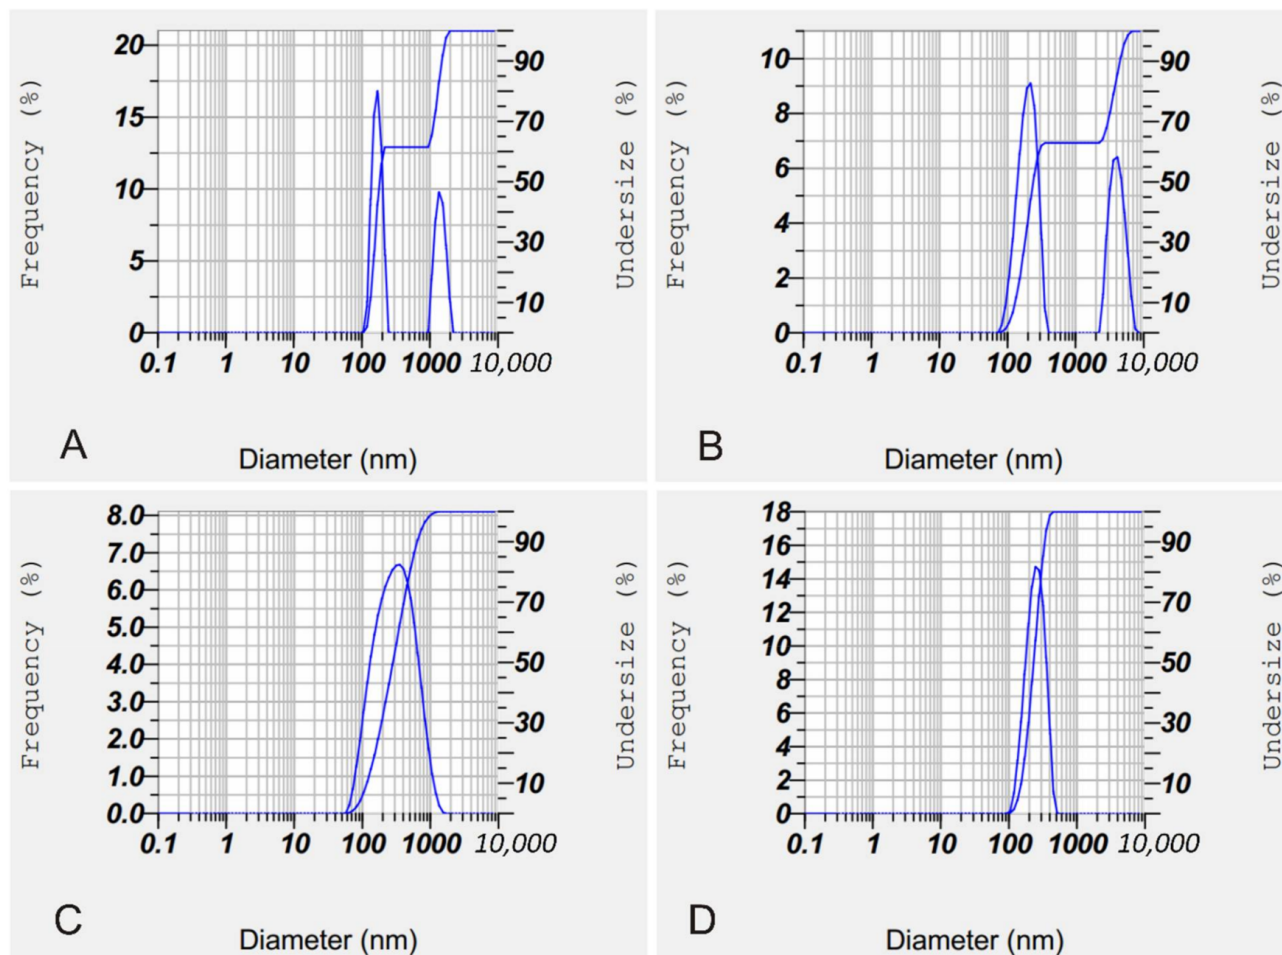 20
15
10
5
0
Frequency (%)
90
70
50
30
10
Undersize (%)
0.1 1 10 100 1000 10,000
A
Diameter (nm)
10
8
6
4
2
0
Frequency (%)
90
70
50
30
10
Undersize (%)
0.1 1 10 100 1000 10,000
B
Diameter (nm)
8.0
7.0
6.0
5.0
4.0
3.0
2.0
1.0
0.0
Frequency (%)
90
70
50
30
10
Undersize (%)
0.1 1 10 100 1000 10,000
C
Diameter (nm)
18
16
14
12
10
8
6
4
2
0
Frequency (%)
90
70
50
30
10
Undersize (%)
0.1 1 10 100 1000 10,000
D
Diameter (nm)